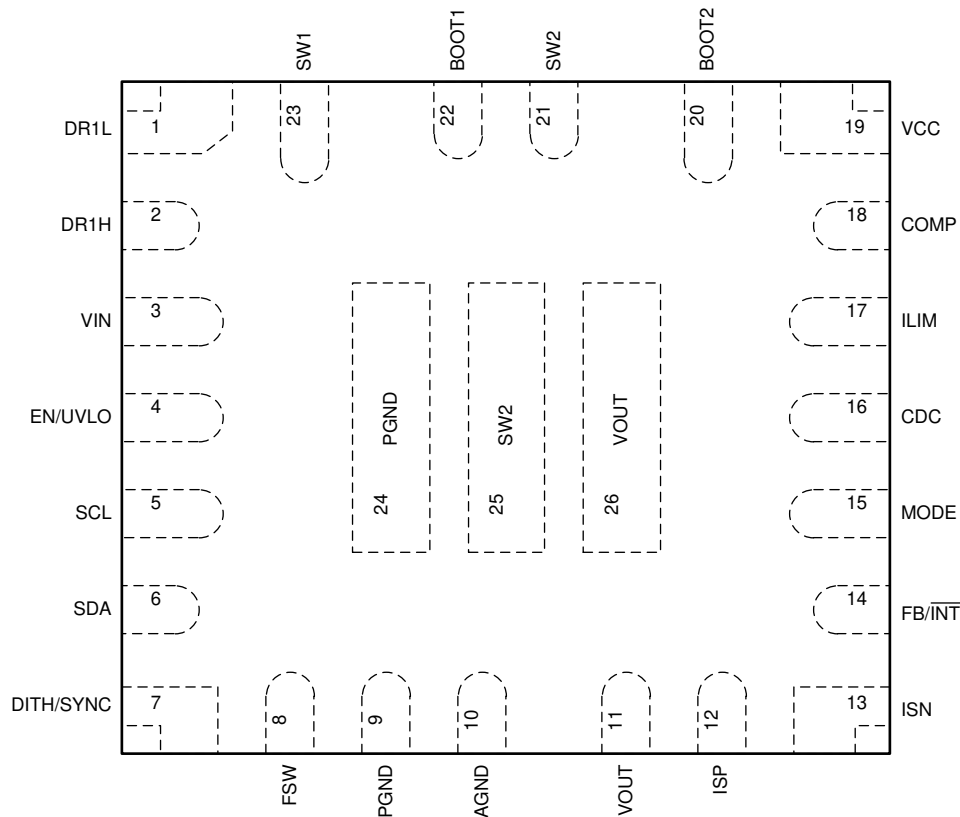 SW1
BOOT1
SW2
BOOT2
DR1L
1
23
22
21
20
19
VCC
DR1H
2
18
COMP
VIN
3
17
ILIM
EN/UVLO
4
PGND
SW2
VOUT
16
CDC
SCL
5
24
25
26
15
MODE
SDA
6
14
FB/INT
DITH/SYNC
7
8
9
10
11
12
13
ISN
FSW
PGND
AGND
VOUT
ISP